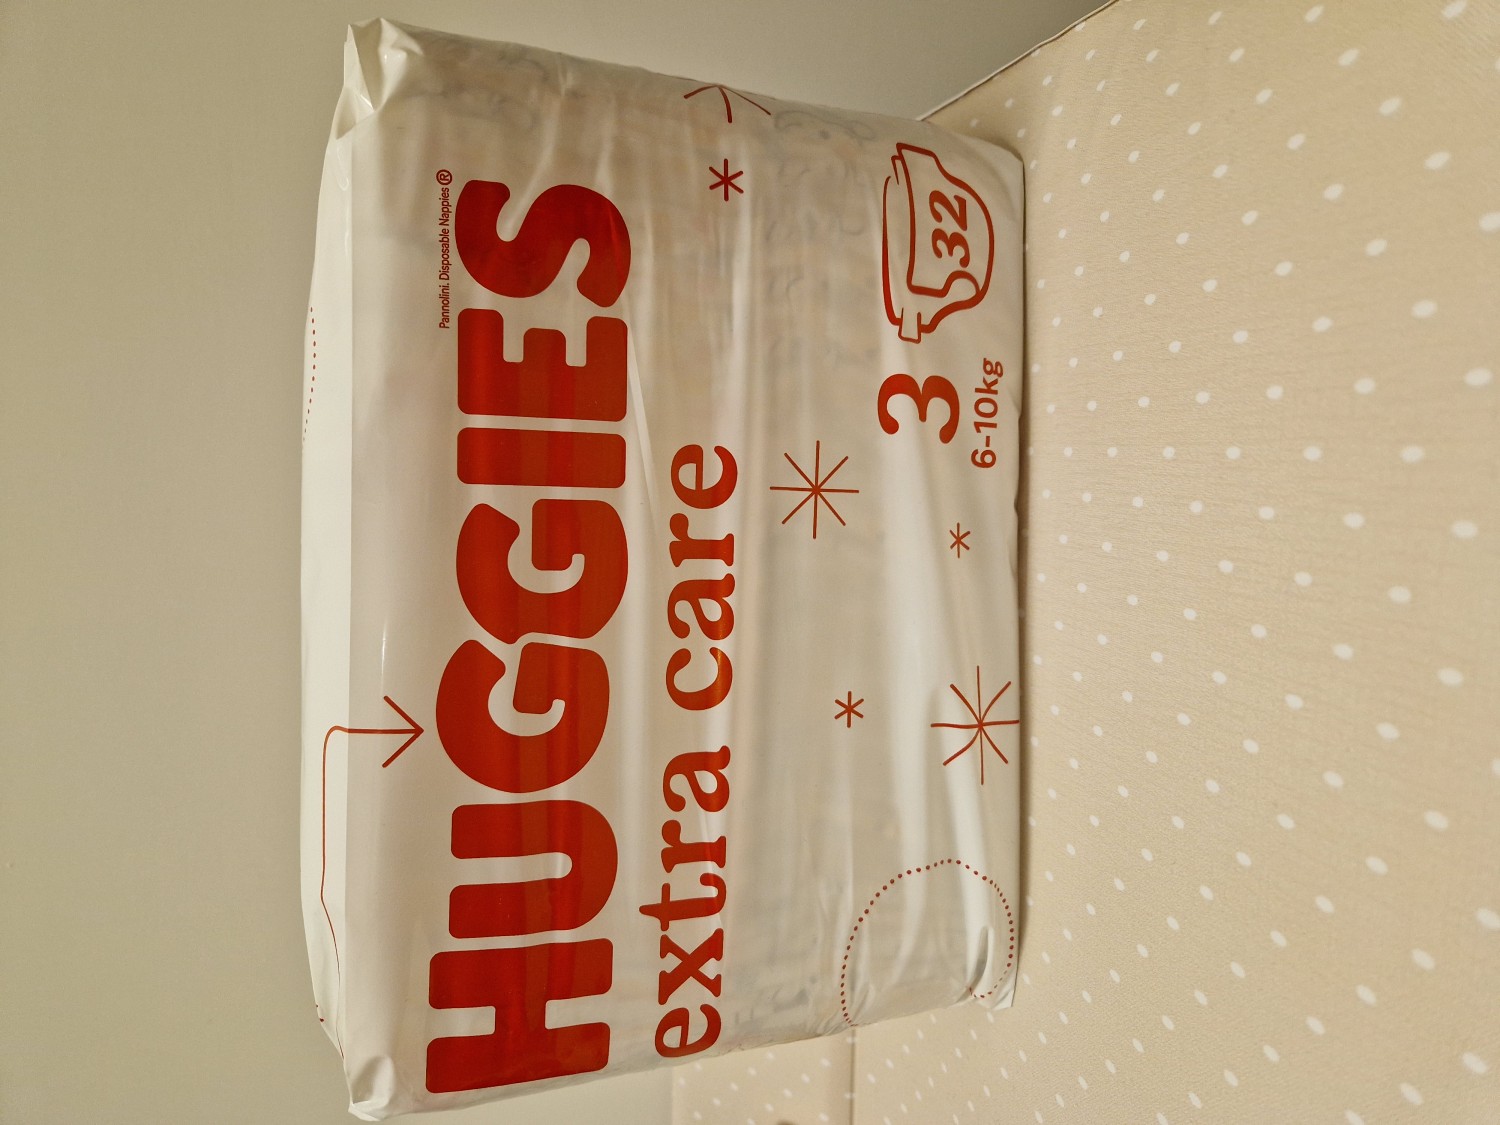 Pannolini. Disposable Nappies®
HUGGIES
extra care
3
6-10kg
32